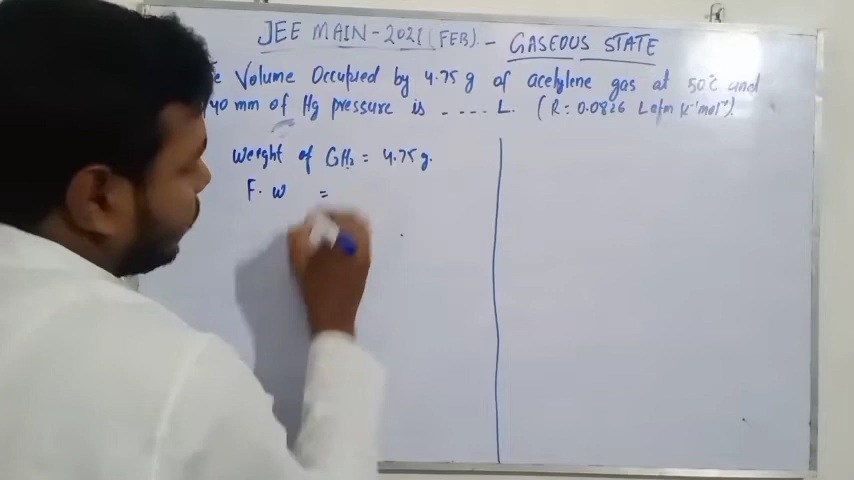 JEE MAIN-2021 (FEB). - GASEOUS STATE
Volume Occupied by 4.75 g of acetylene gas at 50°C and
40 mm of Hg pressure is .... L. (R = 0.0826 L atm K⁻¹mol⁻¹).
Weight of C₂H₂ = 4.75 g.
F. w =